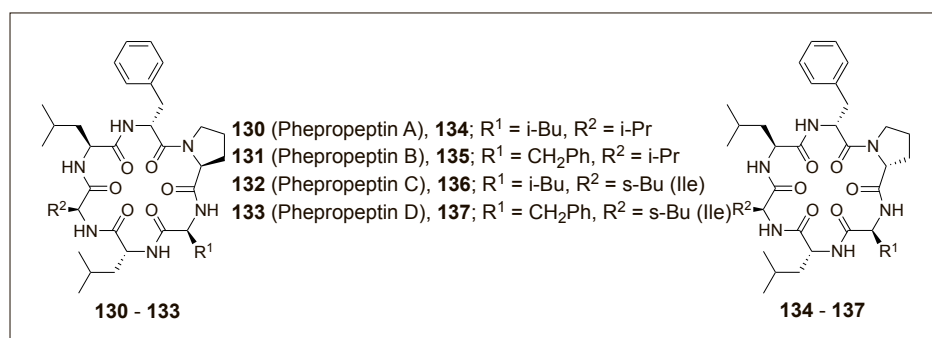 HN
O
O
N
HN
NH
O
O
O
O
NH
NH
R2
HN
R1
130 (Phepropeptin A), 134; R1 = i-Bu, R2 = i-Pr
131 (Phepropeptin B), 135; R1 = CH2Ph, R2 = i-Pr
132 (Phepropeptin C), 136; R1 = i-Bu, R2 = s-Bu (Ile)
133 (Phepropeptin D), 137; R1 = CH2Ph, R2 = s-Bu (Ile)
HN
O
O
N
HN
NH
O
O
O
O
NH
NH
R2
HN
R1
130 - 133
134 - 137